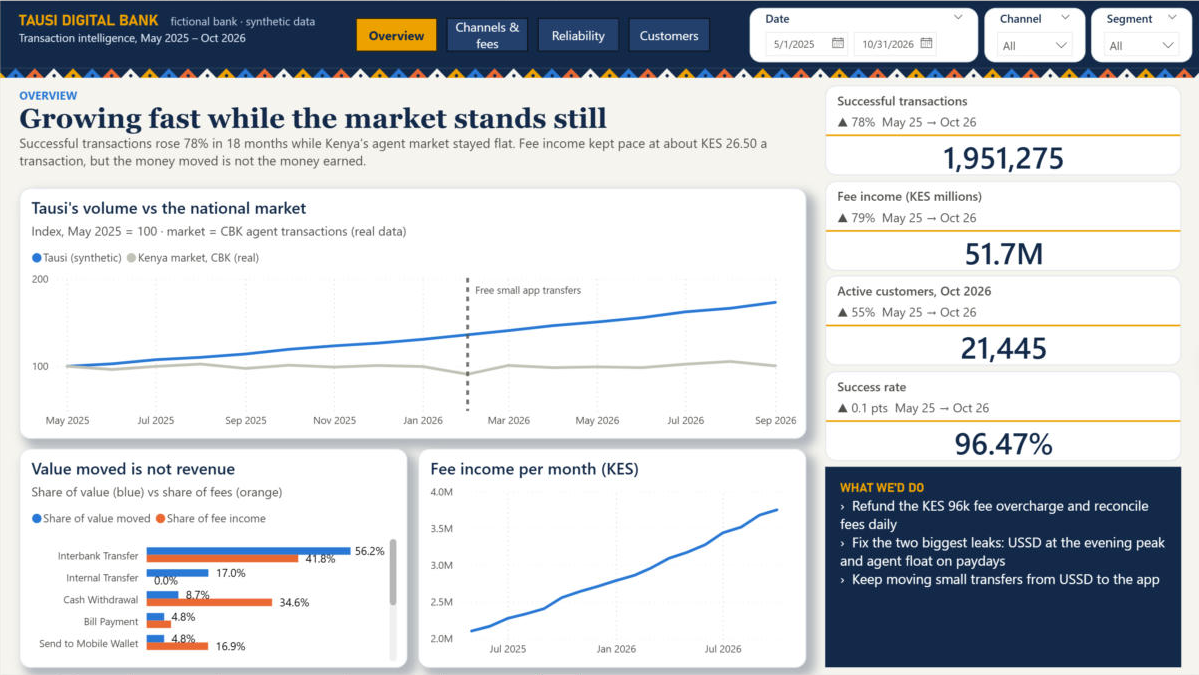 TAUSI DIGITAL BANK fictional bank · synthetic data
Transaction intelligence, May 2025 – Oct 2026
Overview
Channels &
fees
Reliability
Customers
Date
5/1/2025
10/31/2026
Channel
All
Segment
All
OVERVIEW
Growing fast while the market stands still
Successful transactions rose 78% in 18 months while Kenya's agent market stayed flat. Fee income kept pace at about KES 26.50 a
transaction, but the money moved is not the money earned.
Tausi's volume vs the national market
Index, May 2025 = 100 · market = CBK agent transactions (real data)
Tausi (synthetic) Kenya market, CBK (real)
200
Free small app transfers
100
May 2025 Jul 2025 Sep 2025 Nov 2025 Jan 2026 Mar 2026 May 2026 Jul 2026 Sep 2026
Value moved is not revenue
Share of value (blue) vs share of fees (orange)
Share of value moved Share of fee income
Interbank Transfer 56.2%
41.8%
Internal Transfer 17.0%
0.0%
Cash Withdrawal 8.7%
34.6%
Bill Payment 4.8%
Send to Mobile Wallet 4.8%
16.9%
Fee income per month (KES)
4.0M
3.5M
3.0M
2.5M
2.0M
Jul 2025 Jan 2026 Jul 2026
Successful transactions
▲ 78% May 25 → Oct 26
1,951,275
Fee income (KES millions)
▲ 79% May 25 → Oct 26
51.7M
Active customers, Oct 2026
▲ 55% May 25 → Oct 26
21,445
Success rate
▲ 0.1 pts May 25 → Oct 26
96.47%
WHAT WE'D DO
› Refund the KES 96k fee overcharge and reconcile
fees daily
› Fix the two biggest leaks: USSD at the evening peak
and agent float on paydays
› Keep moving small transfers from USSD to the app